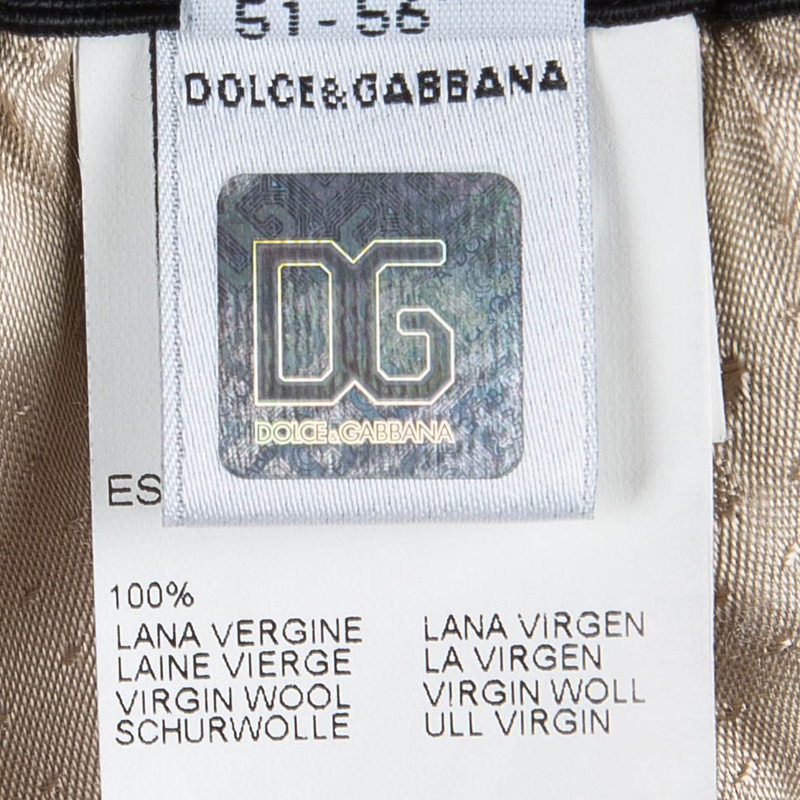 51-56
DOLCE&GABBANA
DG
DOLCE&GABBANA
ES
100%
LANA VERGINE
LAINE VIERGE
VIRGIN WOOL
SCHURWOLLE
LANA VIRGEN
LA VIRGEN
VIRGIN WOLL
ULL VIRGIN